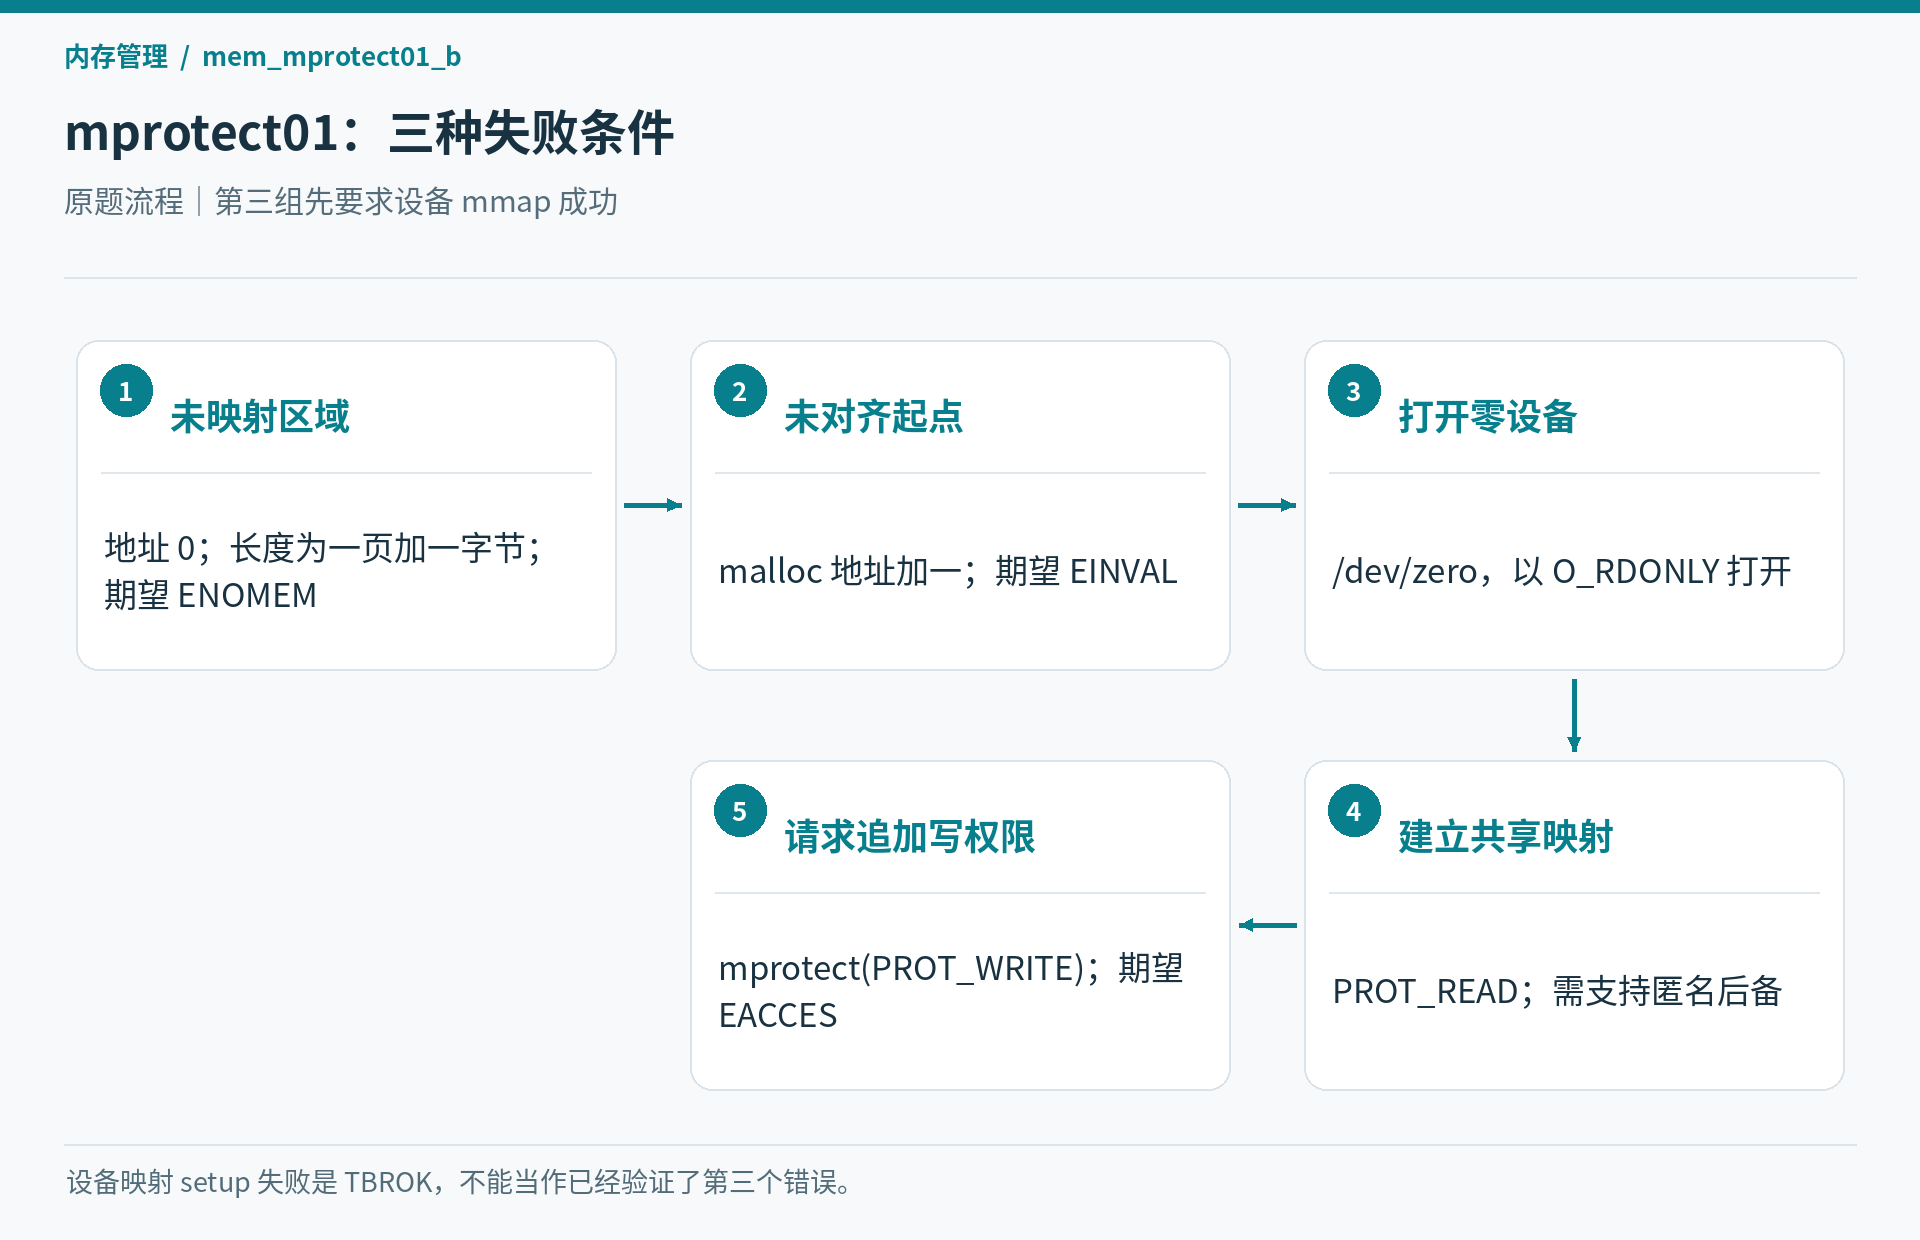 内存管理 / mem_mprotect01_b
mprotect01：三种失败条件
原题流程｜第三组先要求设备 mmap 成功
1
未映射区域
地址 0；长度为一页加一字节；
期望 ENOMEM
2
未对齐起点
malloc 地址加一；期望 EINVAL
3
打开零设备
/dev/zero，以 O_RDONLY 打开
4
建立共享映射
PROT_READ；需支持匿名后备
5
请求追加写权限
mprotect(PROT_WRITE)；期望
EACCES
设备映射 setup 失败是 TBROK，不能当作已经验证了第三个错误。